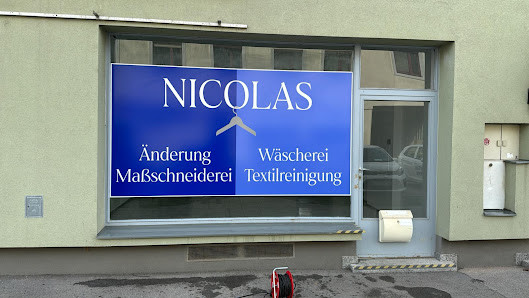 NICOLAS
Änderung
Maßschneiderei
Wäscherei
Textilreinigung